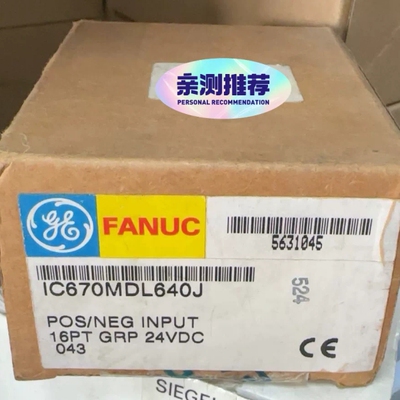 亲测推荐
PERSONAL RECOMMENDATION
GE
FANUC
5631045
IC670MDL640J
524
POS/NEG INPUT
16PT GRP 24VDC
043
CE
SIEGEL